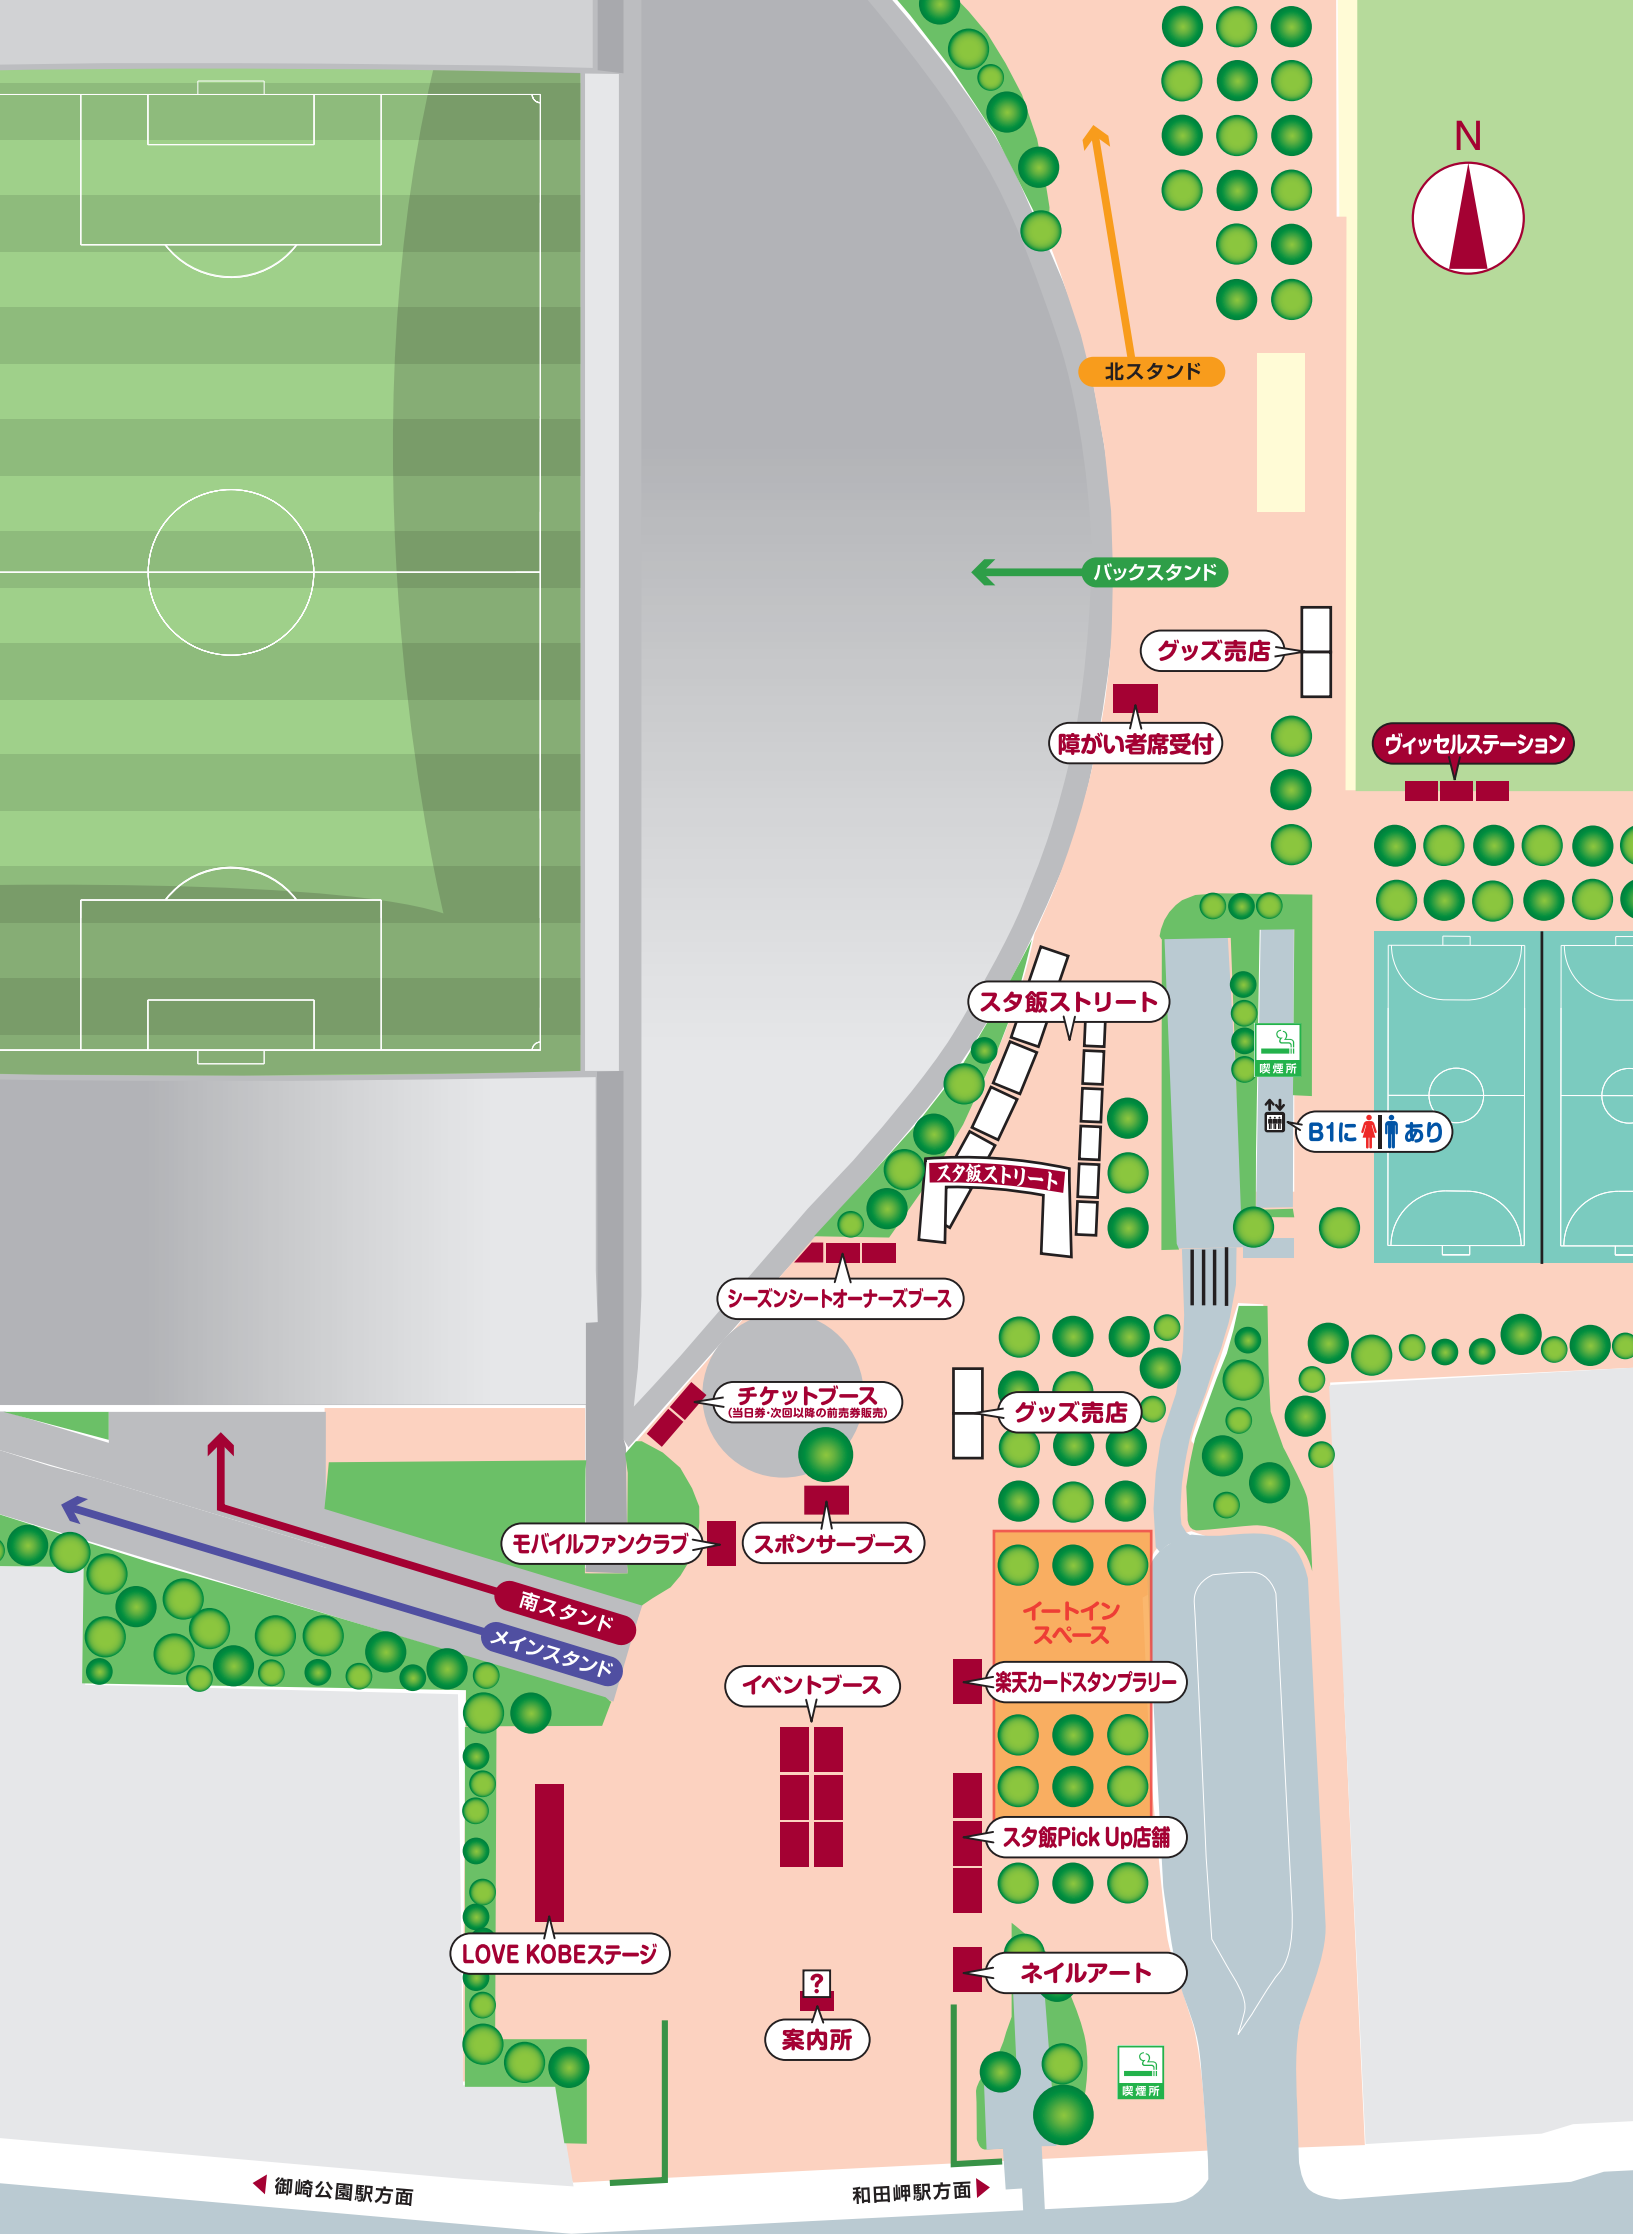 N
北スタンド
バックスタンド
グッズ売店
障がい者席受付
ヴィッセルステーション
スタ飯ストリート
喫煙所
B1に
あり
スタ飯ストリート
シーズンシートオーナーズブース
チケットブース
(当日券・次回以降の前売券販売)
グッズ売店
モバイルファンクラブ
スポンサーブース
南スタンド
メインスタンド
イートイン
スペース
イベントブース
楽天カードスタンプラリー
スタ飯Pick Up店舗
LOVE KOBEステージ
ネイルアート
?
案内所
喫煙所
御崎公園駅方面
和田岬駅方面